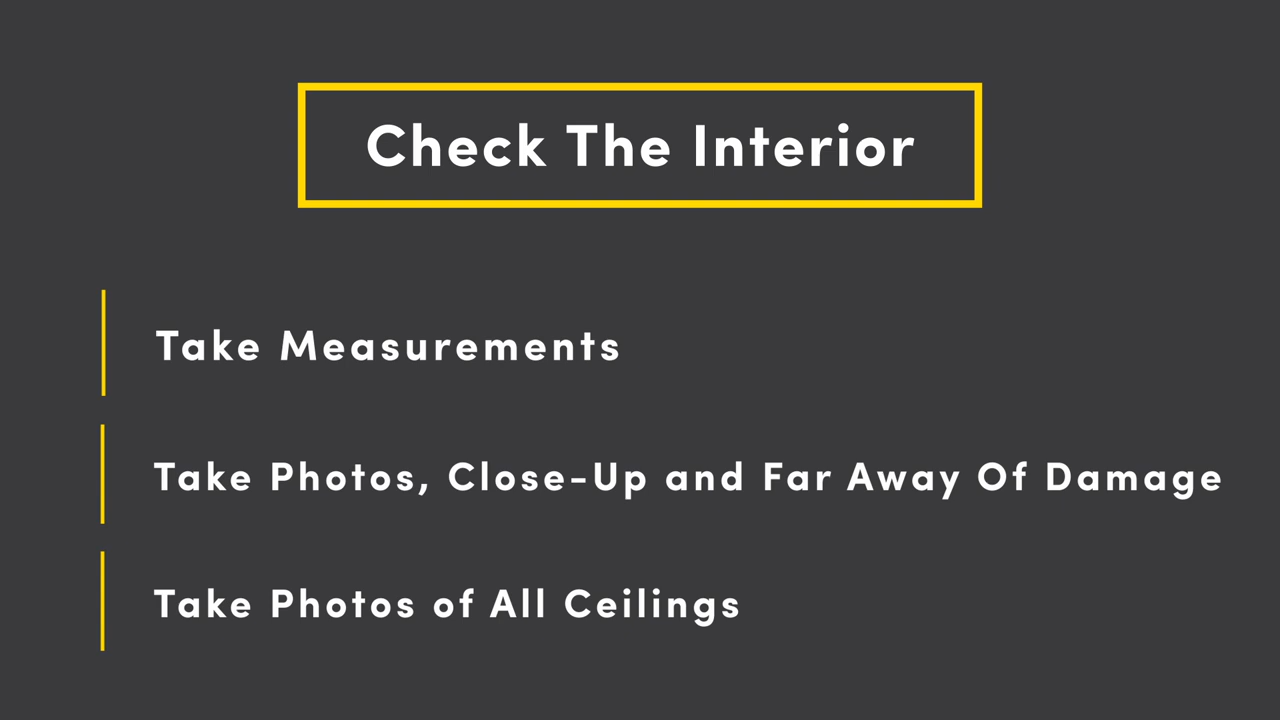 Check The Interior
Take Measurements
Take Photos, Close-Up and Far Away Of Damage
Take Photos of All Ceilings